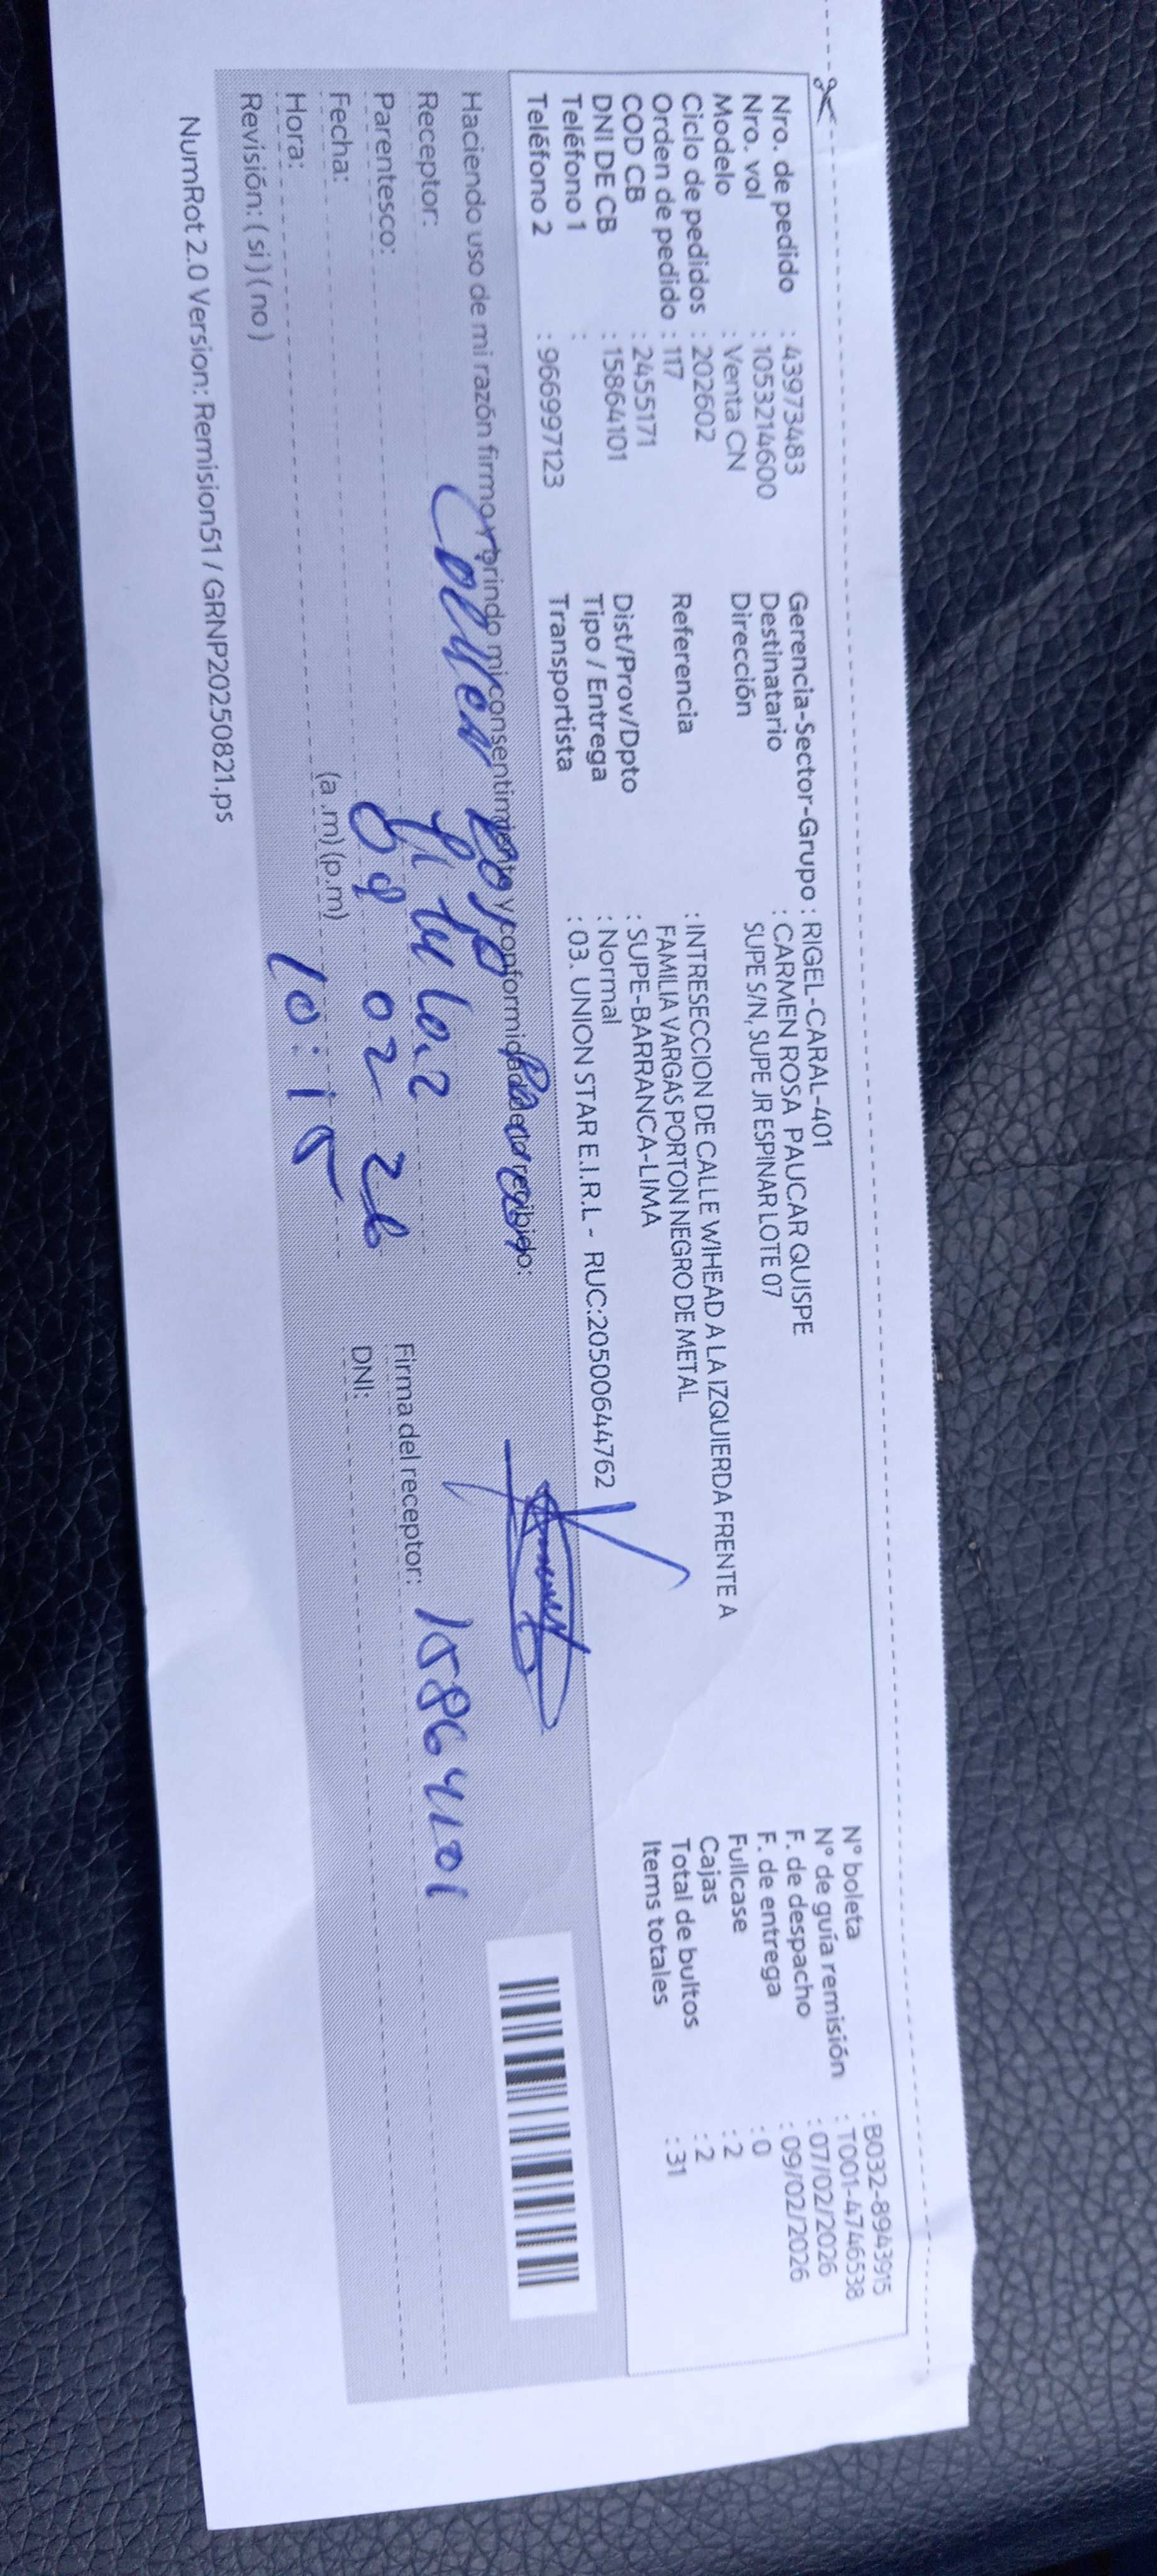 Nro. de pedido : 43973483
Nro. vol : 1053214600
Modelo : Venta CN
Ciclo de pedidos : 202602
Orden de pedido : 117
COD CB : 2455171
DNI DE CB : 15864101
Teléfono 1 :
Teléfono 2 : 966997123
Gerencia-Sector-Grupo : RIGEL-CARAL-401
Destinatario : CARMEN ROSA PAUCAR QUISPE
Dirección SUPE S/N, SUPE JR ESPINAR LOTE 07
Referencia : INTRESECCION DE CALLE WIHEAD A LA IZQUIERDA FRENTE A
FAMILIA VARGAS PORTON NEGRO DE METAL
Dist/Prov/Dpto : SUPE-BARRANCA-LIMA
Tipo / Entrega : Normal
Transportista : 03. UNION STAR E.I.R.L - RUC:20500644762
N° boleta : B032-8943915
N° de guía remisión : T001-4746538
F. de despacho : 07/02/2026
F. de entrega : 09/02/2026
Fullcase : 0
Cajas : 2
Total de bultos : 2
Items totales : 31
Haciendo uso de mi razón firmo y brindo mi consentimiento y conformidad de lo recibido:
Receptor: Carmen Rosa Paucar
Parentesco: titular
Fecha: 09 02 26
Hora: (a.m) (p.m) 10:15
Revisión: ( si ) ( no )
Firma del receptor: 15864101
DNI:
NumRot 2.0 Version: Remision51 / GRNP20250821.ps